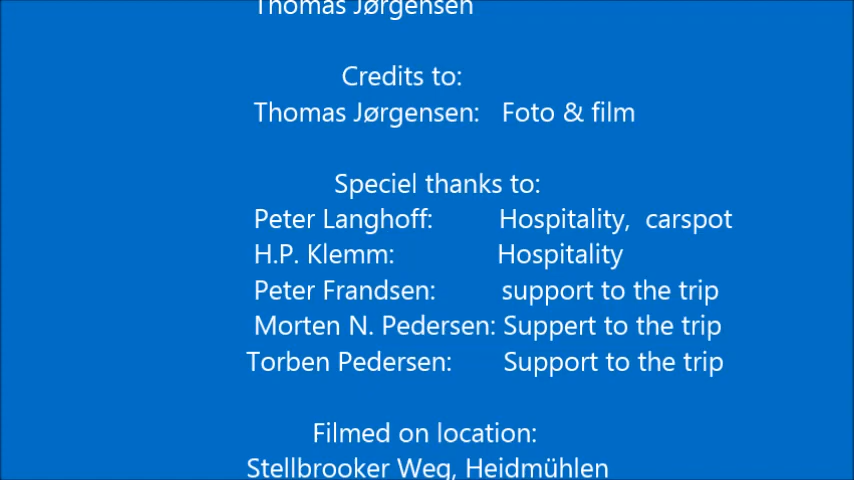 Thomas Jørgensen
Credits to:
Thomas Jørgensen: Foto & film
Speciel thanks to:
Peter Langhoff: Hospitality, carspot
H.P. Klemm: Hospitality
Peter Frandsen: support to the trip
Morten N. Pedersen: Suppert to the trip
Torben Pedersen: Support to the trip
Filmed on location:
Stellbrooker Weg, Heidmühlen